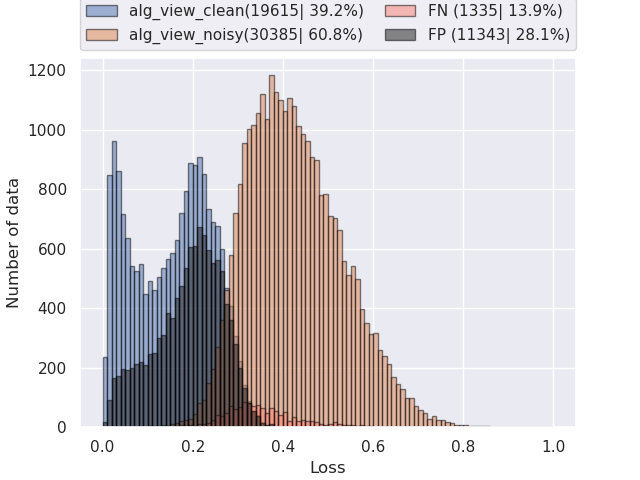 alg_view_clean(19615| 39.2%)
alg_view_noisy(30385| 60.8%)
FN (1335| 13.9%)
FP (11343| 28.1%)
1200
1000
800
600
400
200
0
Number of data
0.0 0.2 0.4 0.6 0.8 1.0
Loss